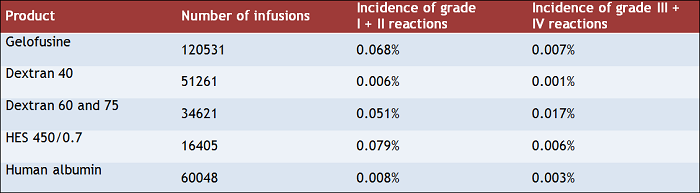 Product Number of infusions Incidence of grade I + II reactions Incidence of grade III + IV reactions
Gelofusine 120531 0.068% 0.007%
Dextran 40 51261 0.006% 0.001%
Dextran 60 and 75 34621 0.051% 0.017%
HES 450/0.7 16405 0.079% 0.006%
Human albumin 60048 0.008% 0.003%